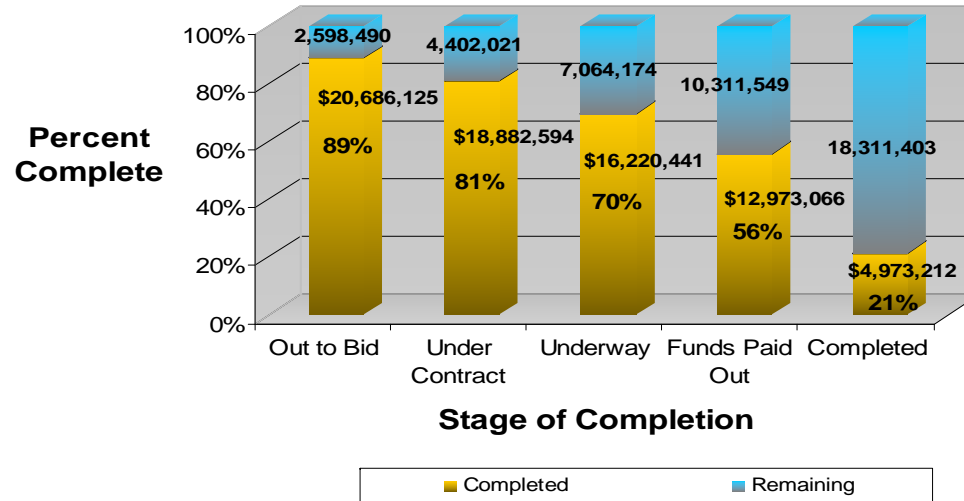 100%
80%
60%
40%
20%
0%
Percent
Complete
2,598,490
$20,686,125
89%
4,402,021
$18,882,594
81%
7,064,174
$16,220,441
70%
10,311,549
$12,973,066
56%
18,311,403
$4,973,212
21%
Out to Bid
Under
Contract
Underway
Funds Paid
Out
Completed
Stage of Completion
Completed
Remaining